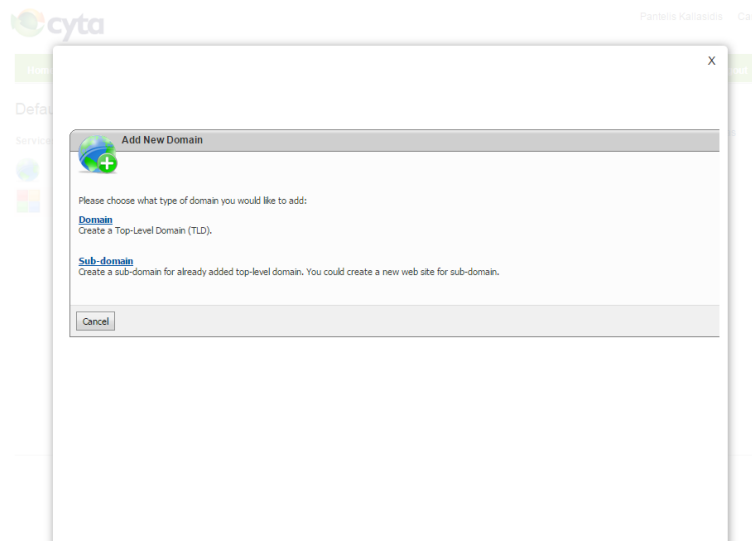 cyta
Pantelis Kaliasidis
X
Add New Domain
Please choose what type of domain you would like to add:
Domain
Create a Top-Level Domain (TLD).
Sub-domain
Create a sub-domain for already added top-level domain. You could create a new web site for sub-domain.
Cancel